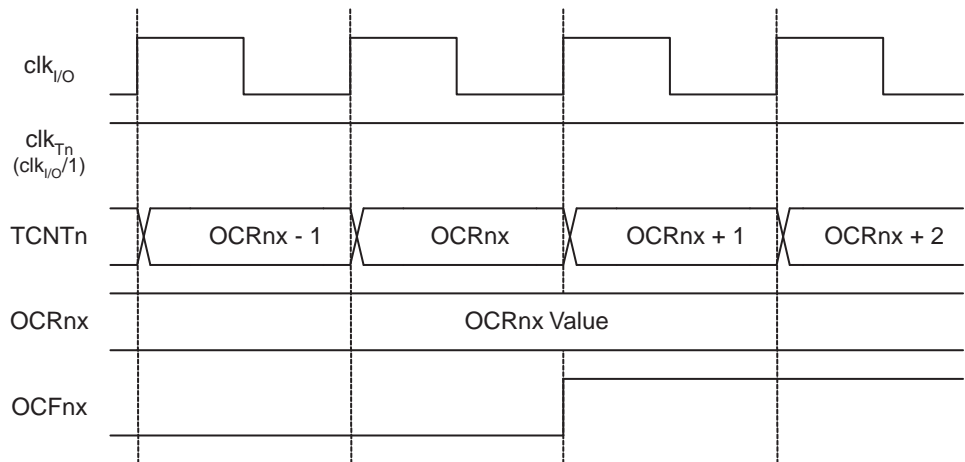 clkI/O
clkTn
(clkI/O/1)
TCNTn OCRnx - 1 OCRnx OCRnx + 1 OCRnx + 2
OCRnx OCRnx Value
OCFnx